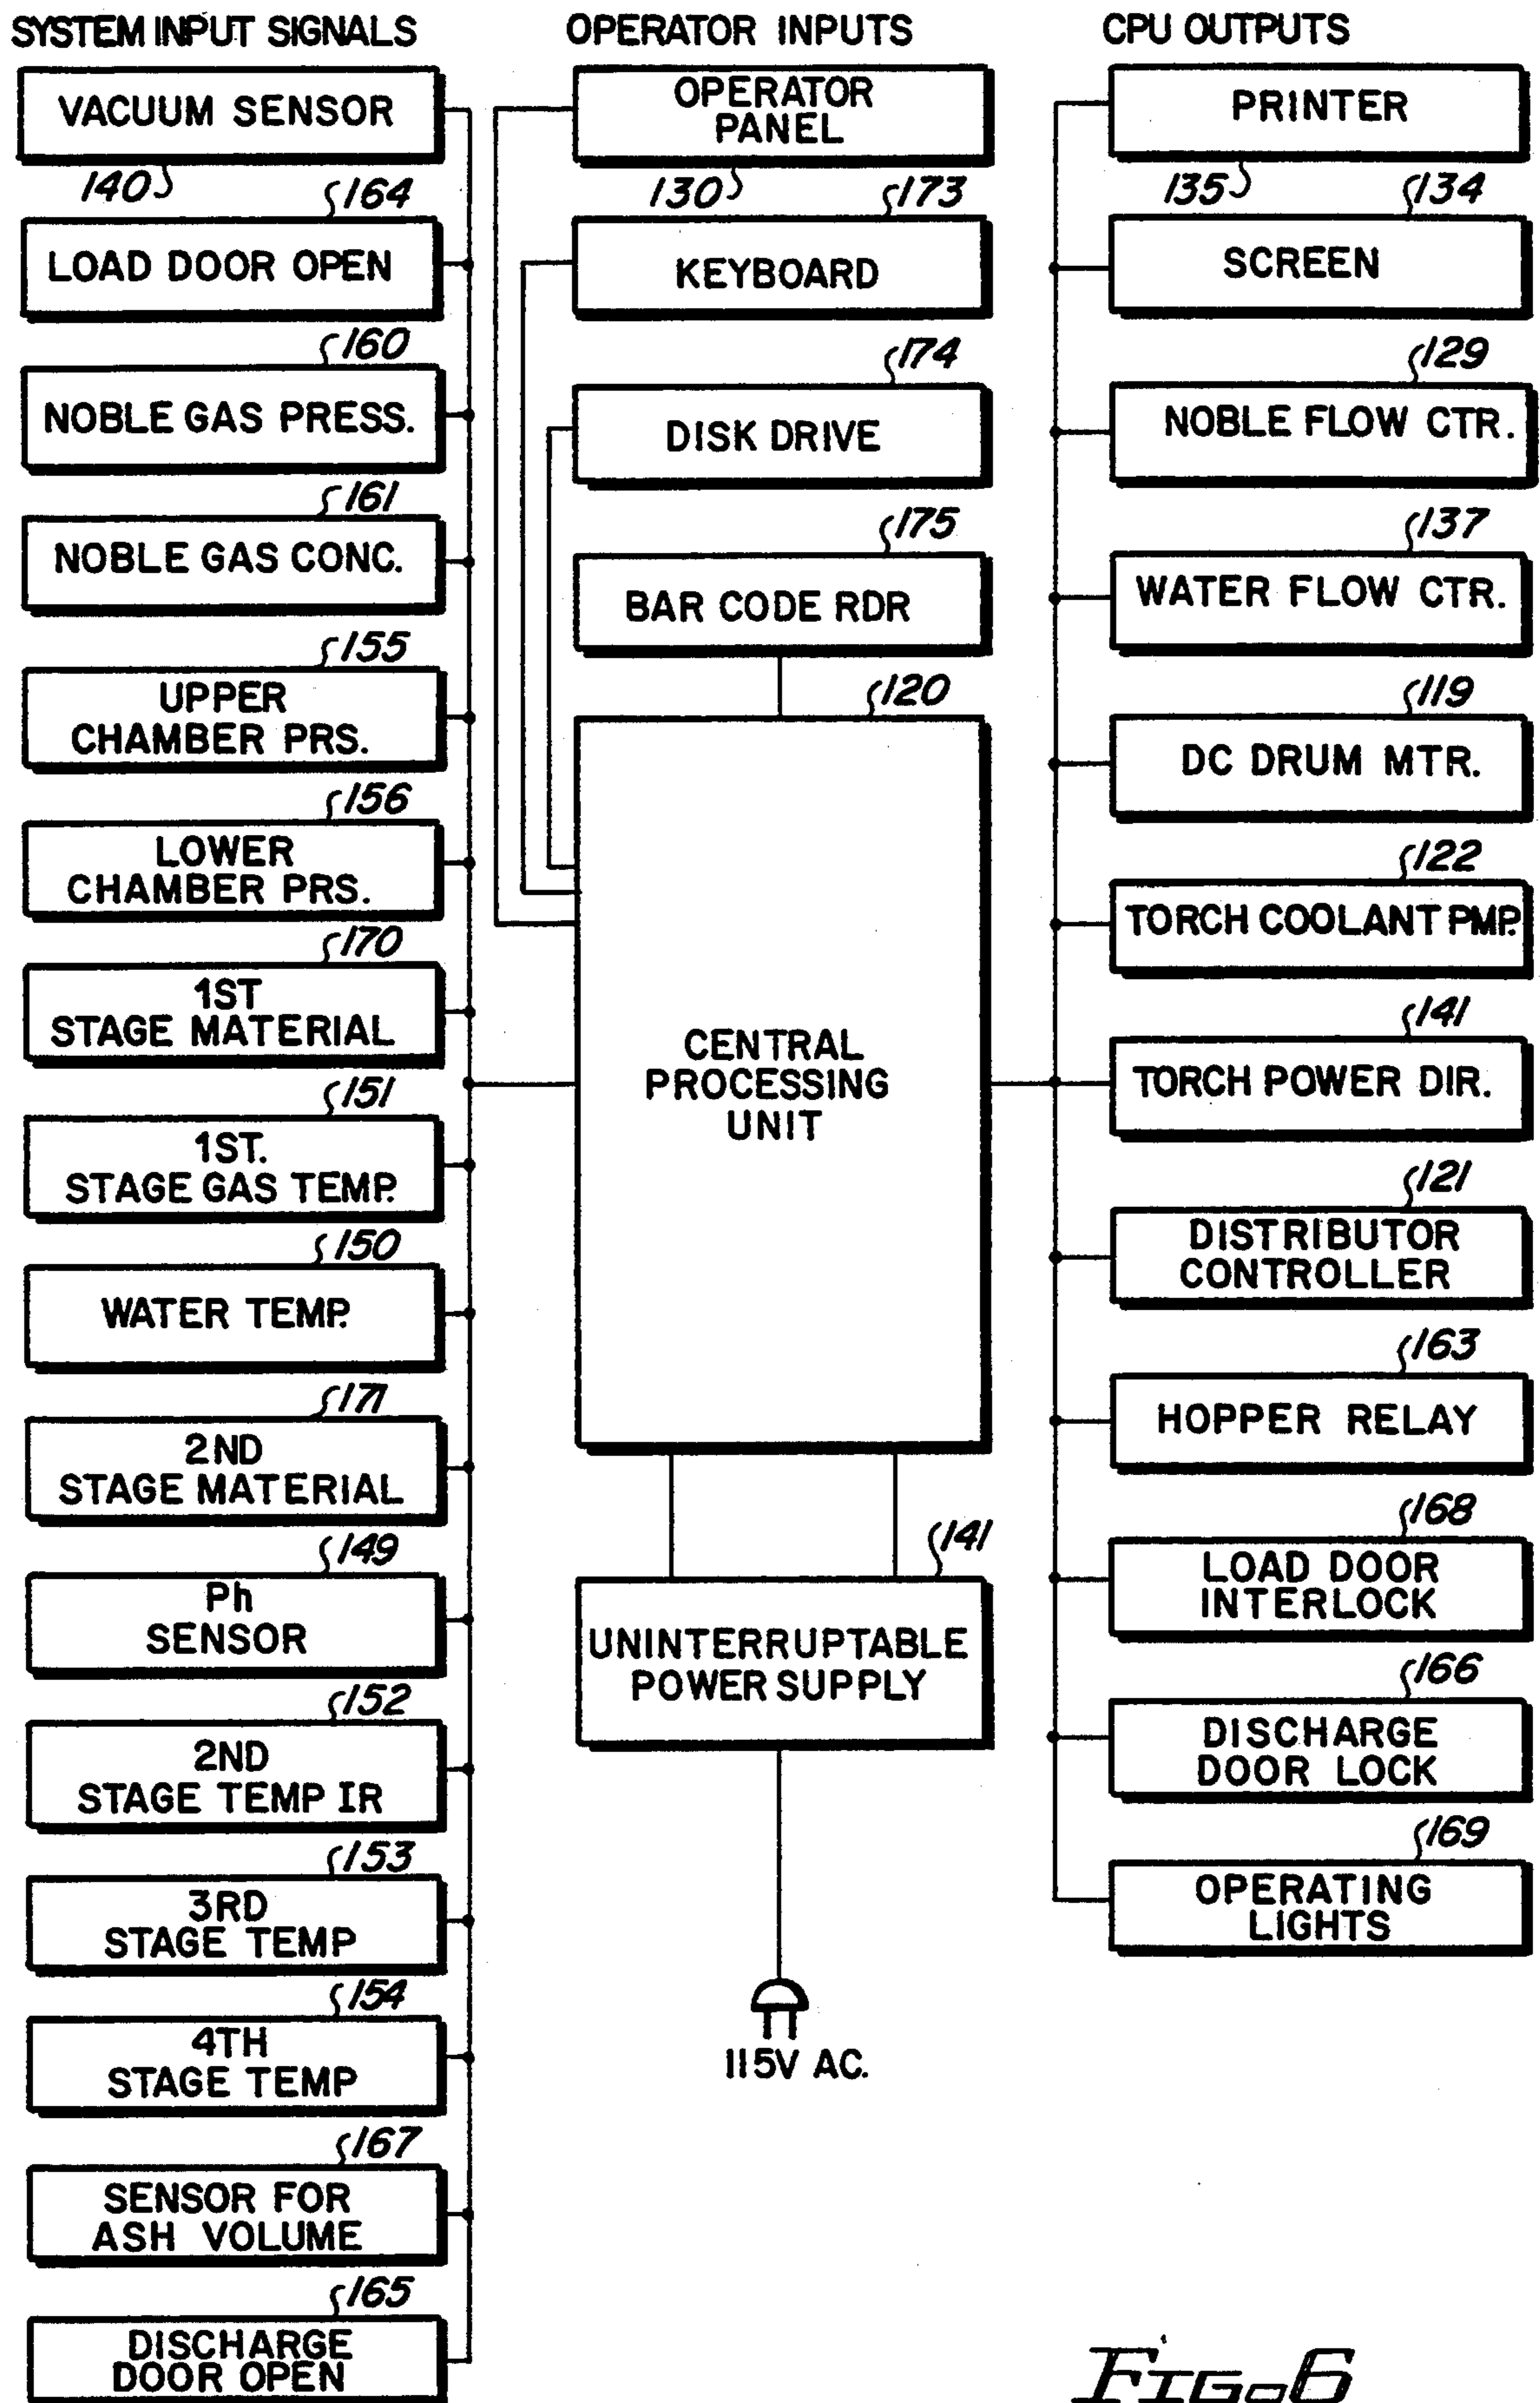 SYSTEM INPUT SIGNALS
VACUUM SENSOR
140
164
LOAD DOOR OPEN
160
NOBLE GAS PRESS.
161
NOBLE GAS CONC.
155
UPPER
CHAMBER PRS.
156
LOWER
CHAMBER PRS.
170
1ST
STAGE MATERIAL
151
1ST.
STAGE GAS TEMP.
150
WATER TEMP.
171
2ND
STAGE MATERIAL
149
Ph
SENSOR
152
2ND
STAGE TEMP IR
153
3RD
STAGE TEMP
154
4TH
STAGE TEMP
167
SENSOR FOR
ASH VOLUME
165
DISCHARGE
DOOR OPEN
OPERATOR INPUTS
OPERATOR
PANEL
130
173
KEYBOARD
174
DISK DRIVE
175
BAR CODE RDR
120
CENTRAL
PROCESSING
UNIT
141
UNINTERRUPTABLE
POWER SUPPLY
115V AC.
CPU OUTPUTS
PRINTER
135
134
SCREEN
129
NOBLE FLOW CTR.
137
WATER FLOW CTR.
119
DC DRUM MTR.
122
TORCH COOLANT PMP.
141
TORCH POWER DIR.
121
DISTRIBUTOR
CONTROLLER
163
HOPPER RELAY
168
LOAD DOOR
INTERLOCK
166
DISCHARGE
DOOR LOCK
169
OPERATING
LIGHTS
FIG. 6